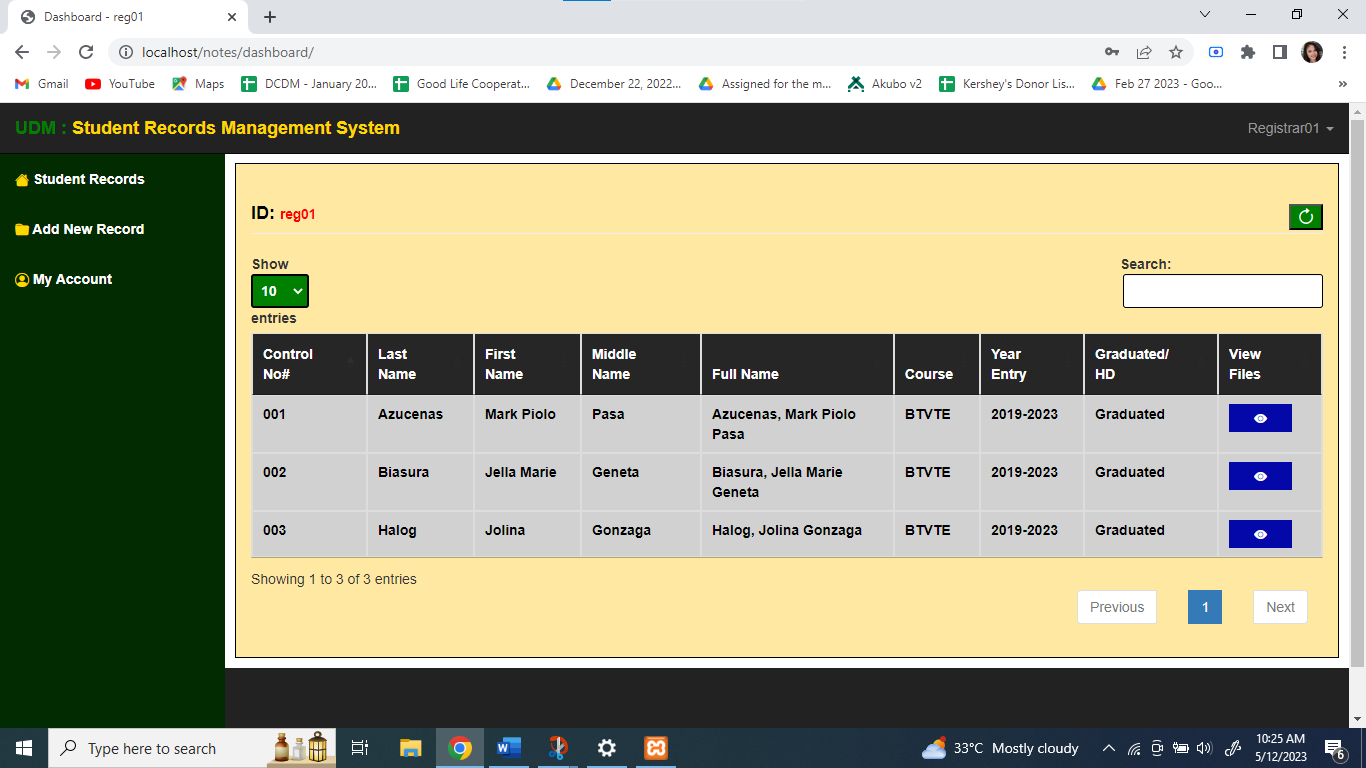 Dashboard - reg01
localhost/notes/dashboard/
Gmail YouTube Maps DCDM - January 20... Good Life Cooperat... December 22, 2022... Assigned for the m... Akubo v2 Kershey's Donor Lis... Feb 27 2023 - Goo... »
UDM : Student Records Management System
Registrar01
Student Records
Add New Record
My Account
ID: reg01
Show
10
entries
Search:
Control No# Last Name First Name Middle Name Full Name Course Year Entry Graduated/ HD View Files
001 Azucenas Mark Piolo Pasa Azucenas, Mark Piolo Pasa BTVTE 2019-2023 Graduated
002 Biasura Jella Marie Geneta Biasura, Jella Marie Geneta BTVTE 2019-2023 Graduated
003 Halog Jolina Gonzaga Halog, Jolina Gonzaga BTVTE 2019-2023 Graduated
Showing 1 to 3 of 3 entries
Previous 1 Next
Type here to search
33°C Mostly cloudy
10:25 AM
5/12/2023
6